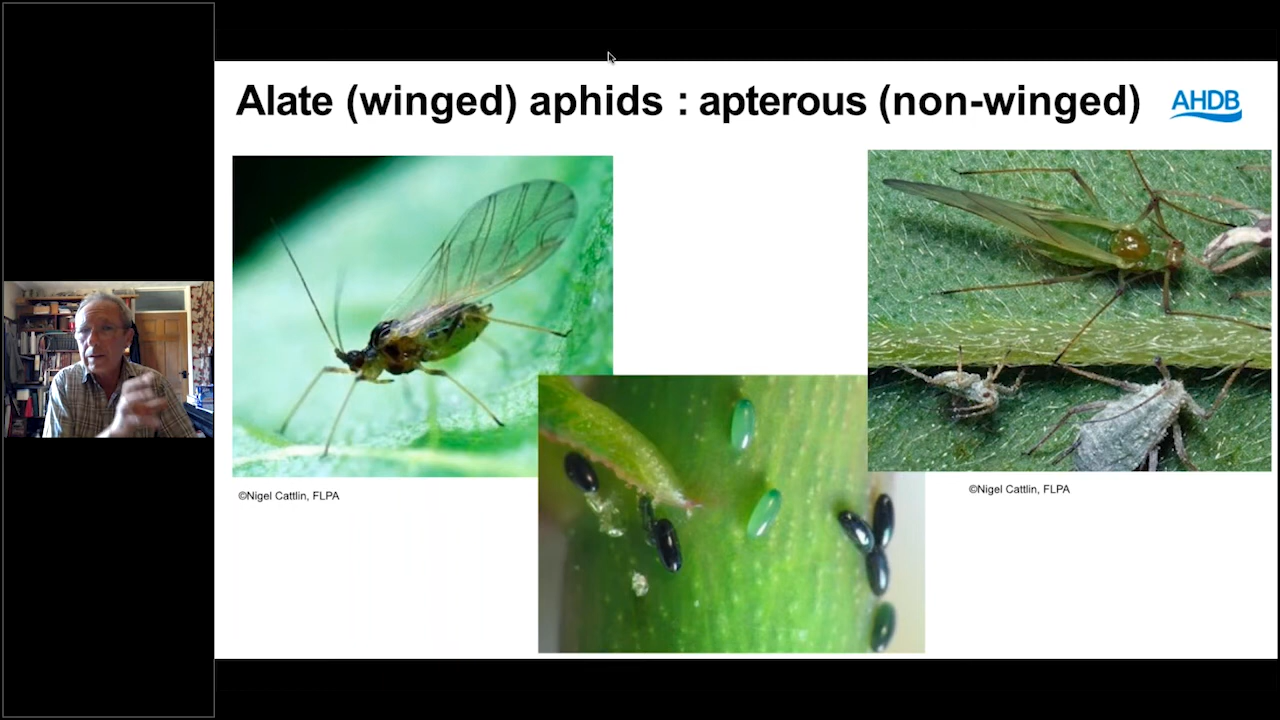 Alate (winged) aphids : apterous (non-winged)
AHDB
©Nigel Cattlin, FLPA
©Nigel Cattlin, FLPA